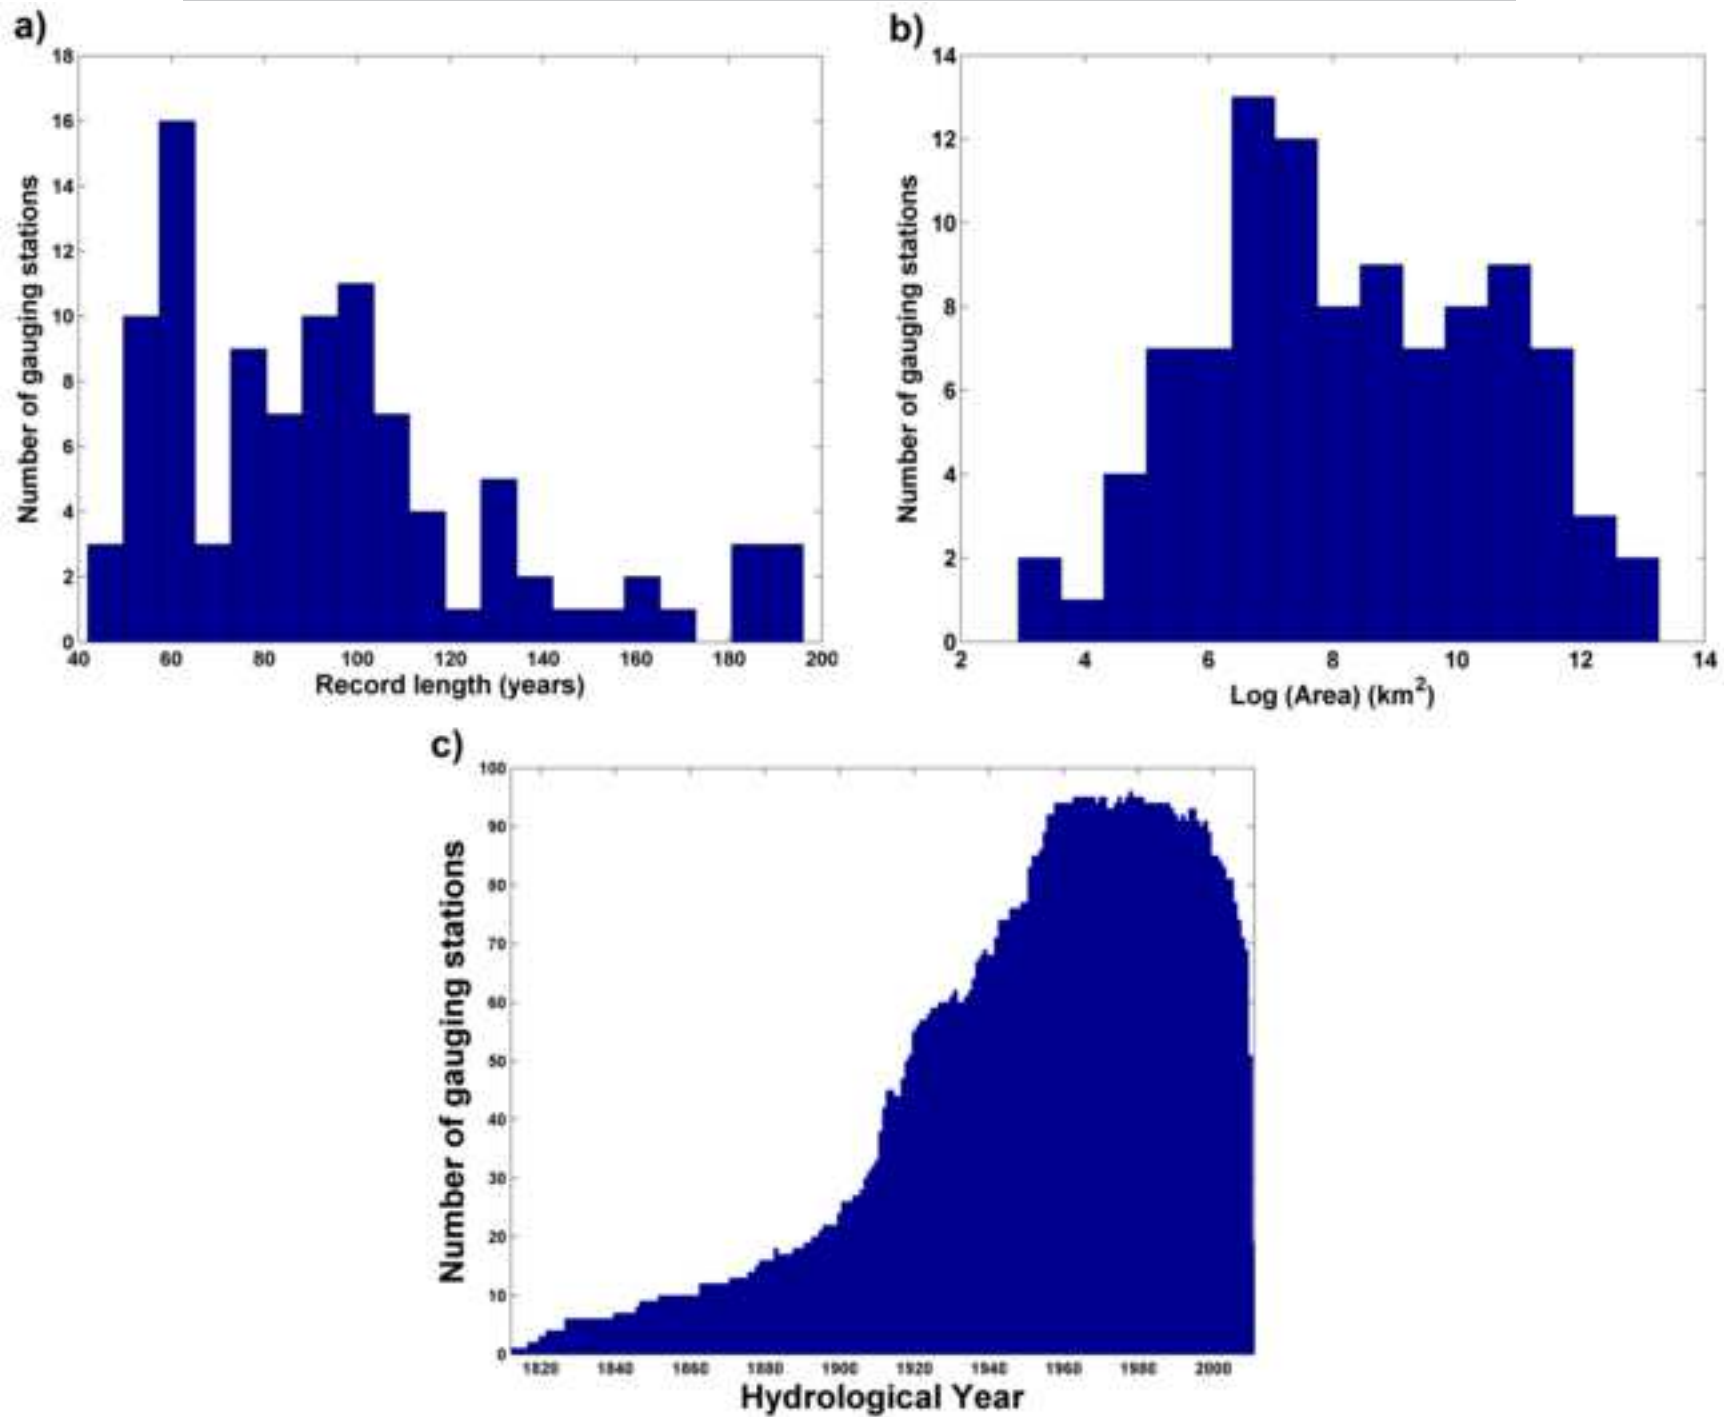 a)
18
16
14
12
10
8
6
4
2
0
40 60 80 100 120 140 160 180 200
Number of gauging stations
Record length (years)
b)
14
12
10
8
6
4
2
0
2 4 6 8 10 12 14
Number of gauging stations
Log (Area) (km²)
c)
100
90
80
70
60
50
40
30
20
10
0
1820 1840 1860 1880 1900 1920 1940 1960 1980 2000
Number of gauging stations
Hydrological Year